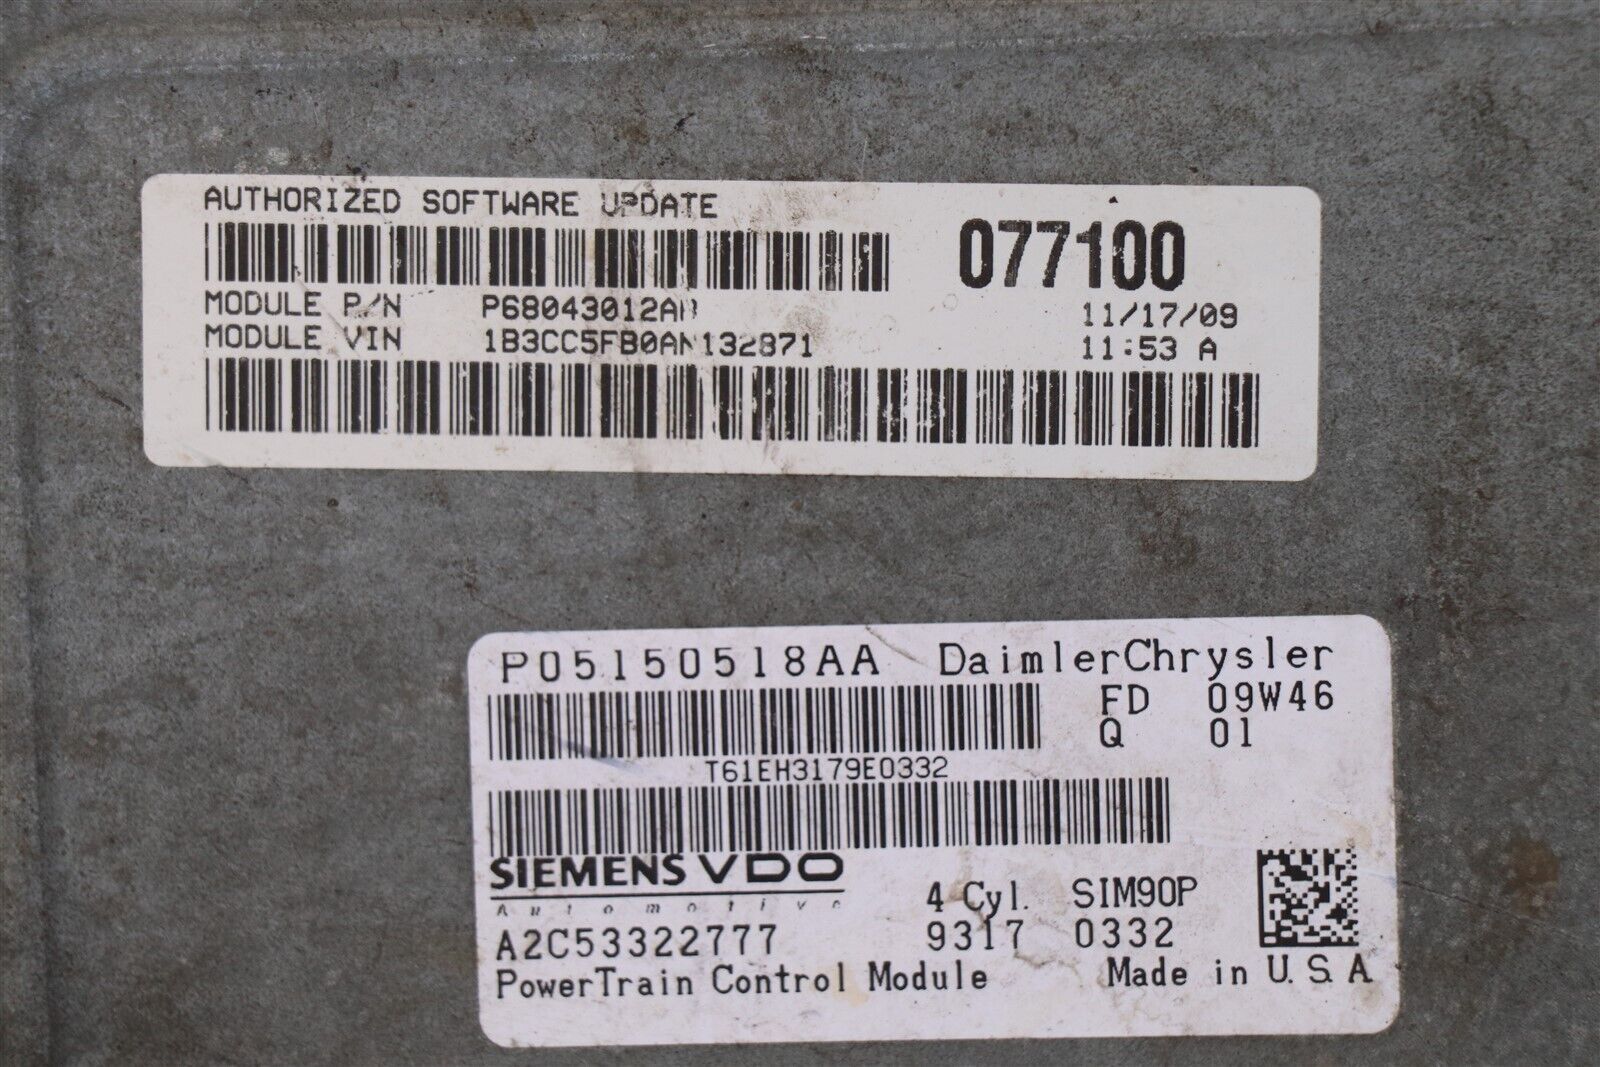 AUTHORIZED SOFTWARE UPDATE
077100
MODULE P/N
11/17/09
MODULE VIN 1B3CC5FB0AN132871
11:53 A
P05150518AA DaimlerChrysler
FD 09W46
Q 01
T61EH3179E0332
SIEMENS VDO
Automotive
4 Cyl. SIM90P
A2C53322777 9317 0332
PowerTrain Control Module Made in U.S.A